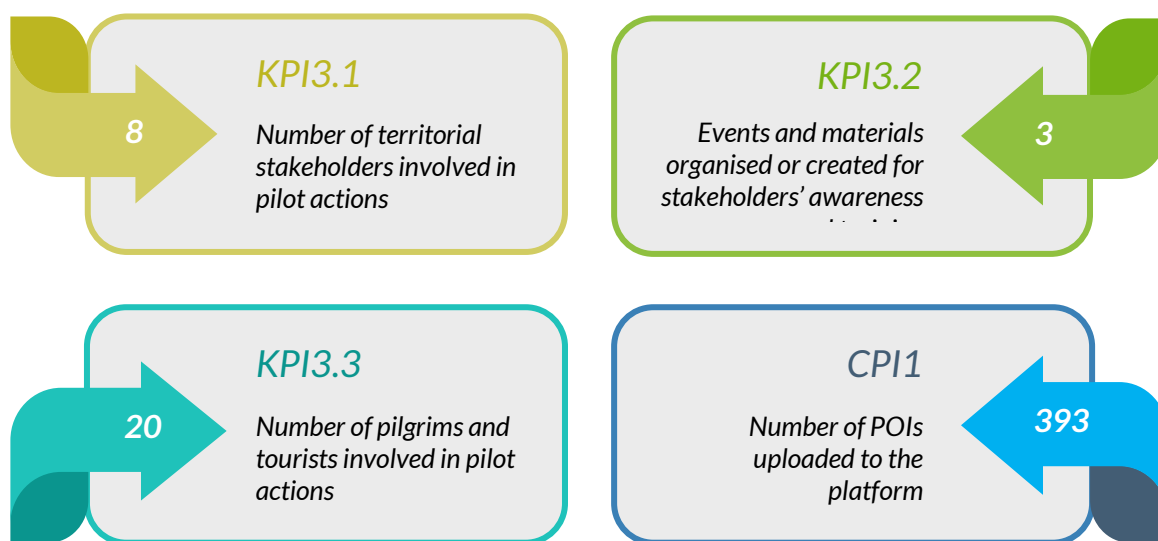 KPI3.1
8
Number of territorial
stakeholders involved in
pilot actions
KPI3.2
3
Events and materials
organised or created for
stakeholders’ awareness
KPI3.3
20
Number of pilgrims and
tourists involved in pilot
actions
CPI1
393
Number of POIs
uploaded to the
platform